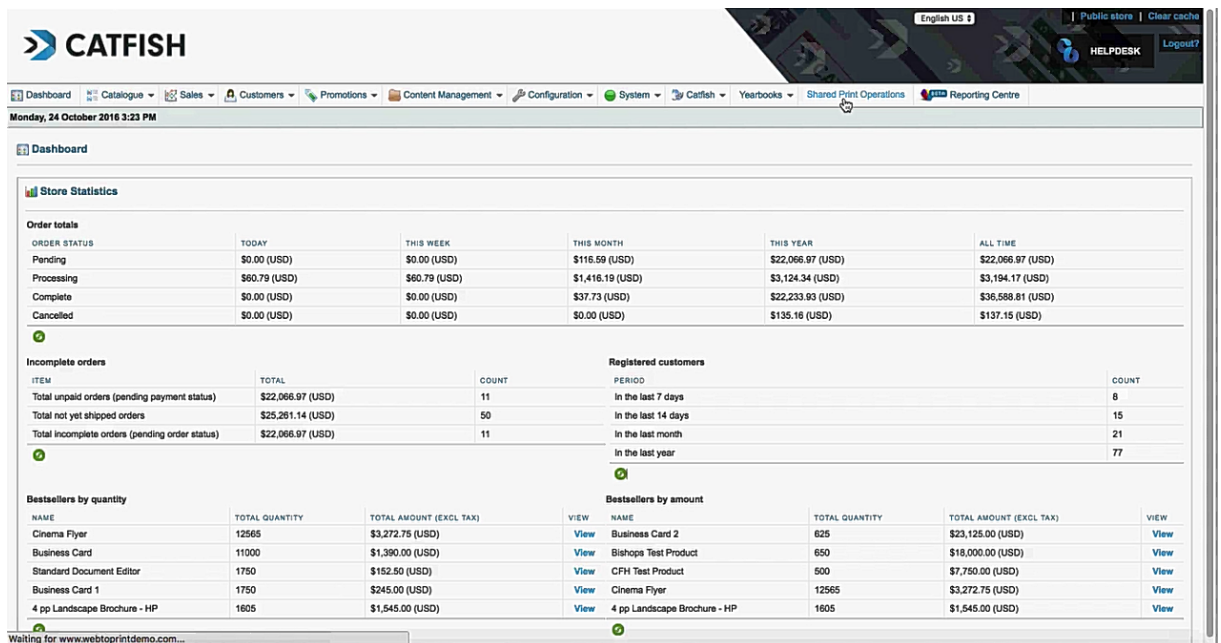 CATFISH
English US
| Public store | Clear cache
HELPDESK
Logout?
Dashboard Catalogue Sales Customers Promotions Content Management Configuration System Catfish Yearbooks Shared Print Operations BETA Reporting Centre
Monday, 24 October 2016 3:23 PM
Dashboard
Store Statistics
Order totals
ORDER STATUS TODAY THIS WEEK THIS MONTH THIS YEAR ALL TIME
Pending $0.00 (USD) $0.00 (USD) $116.59 (USD) $22,066.97 (USD) $22,066.97 (USD)
Processing $60.79 (USD) $60.79 (USD) $1,416.19 (USD) $3,124.34 (USD) $3,194.17 (USD)
Complete $0.00 (USD) $0.00 (USD) $37.73 (USD) $22,233.93 (USD) $36,588.81 (USD)
Cancelled $0.00 (USD) $0.00 (USD) $0.00 (USD) $135.16 (USD) $137.15 (USD)
Incomplete orders
ITEM TOTAL COUNT
Total unpaid orders (pending payment status) $22,066.97 (USD) 11
Total not yet shipped orders $25,261.14 (USD) 50
Total incomplete orders (pending order status) $22,066.97 (USD) 11
Registered customers
PERIOD COUNT
In the last 7 days 8
In the last 14 days 15
In the last month 21
In the last year 77
Bestsellers by quantity
NAME TOTAL QUANTITY TOTAL AMOUNT (EXCL TAX) VIEW
Cinema Flyer 12565 $3,272.75 (USD) View
Business Card 11000 $1,390.00 (USD) View
Standard Document Editor 1750 $152.50 (USD) View
Business Card 1 1750 $245.00 (USD) View
4 pp Landscape Brochure - HP 1605 $1,545.00 (USD) View
Bestsellers by amount
NAME TOTAL QUANTITY TOTAL AMOUNT (EXCL TAX) VIEW
Business Card 2 625 $23,125.00 (USD) View
Bishops Test Product 650 $18,000.00 (USD) View
CFH Test Product 500 $7,750.00 (USD) View
Cinema Flyer 12565 $3,272.75 (USD) View
4 pp Landscape Brochure - HP 1605 $1,545.00 (USD) View
Waiting for www.webtoprintdemo.com...